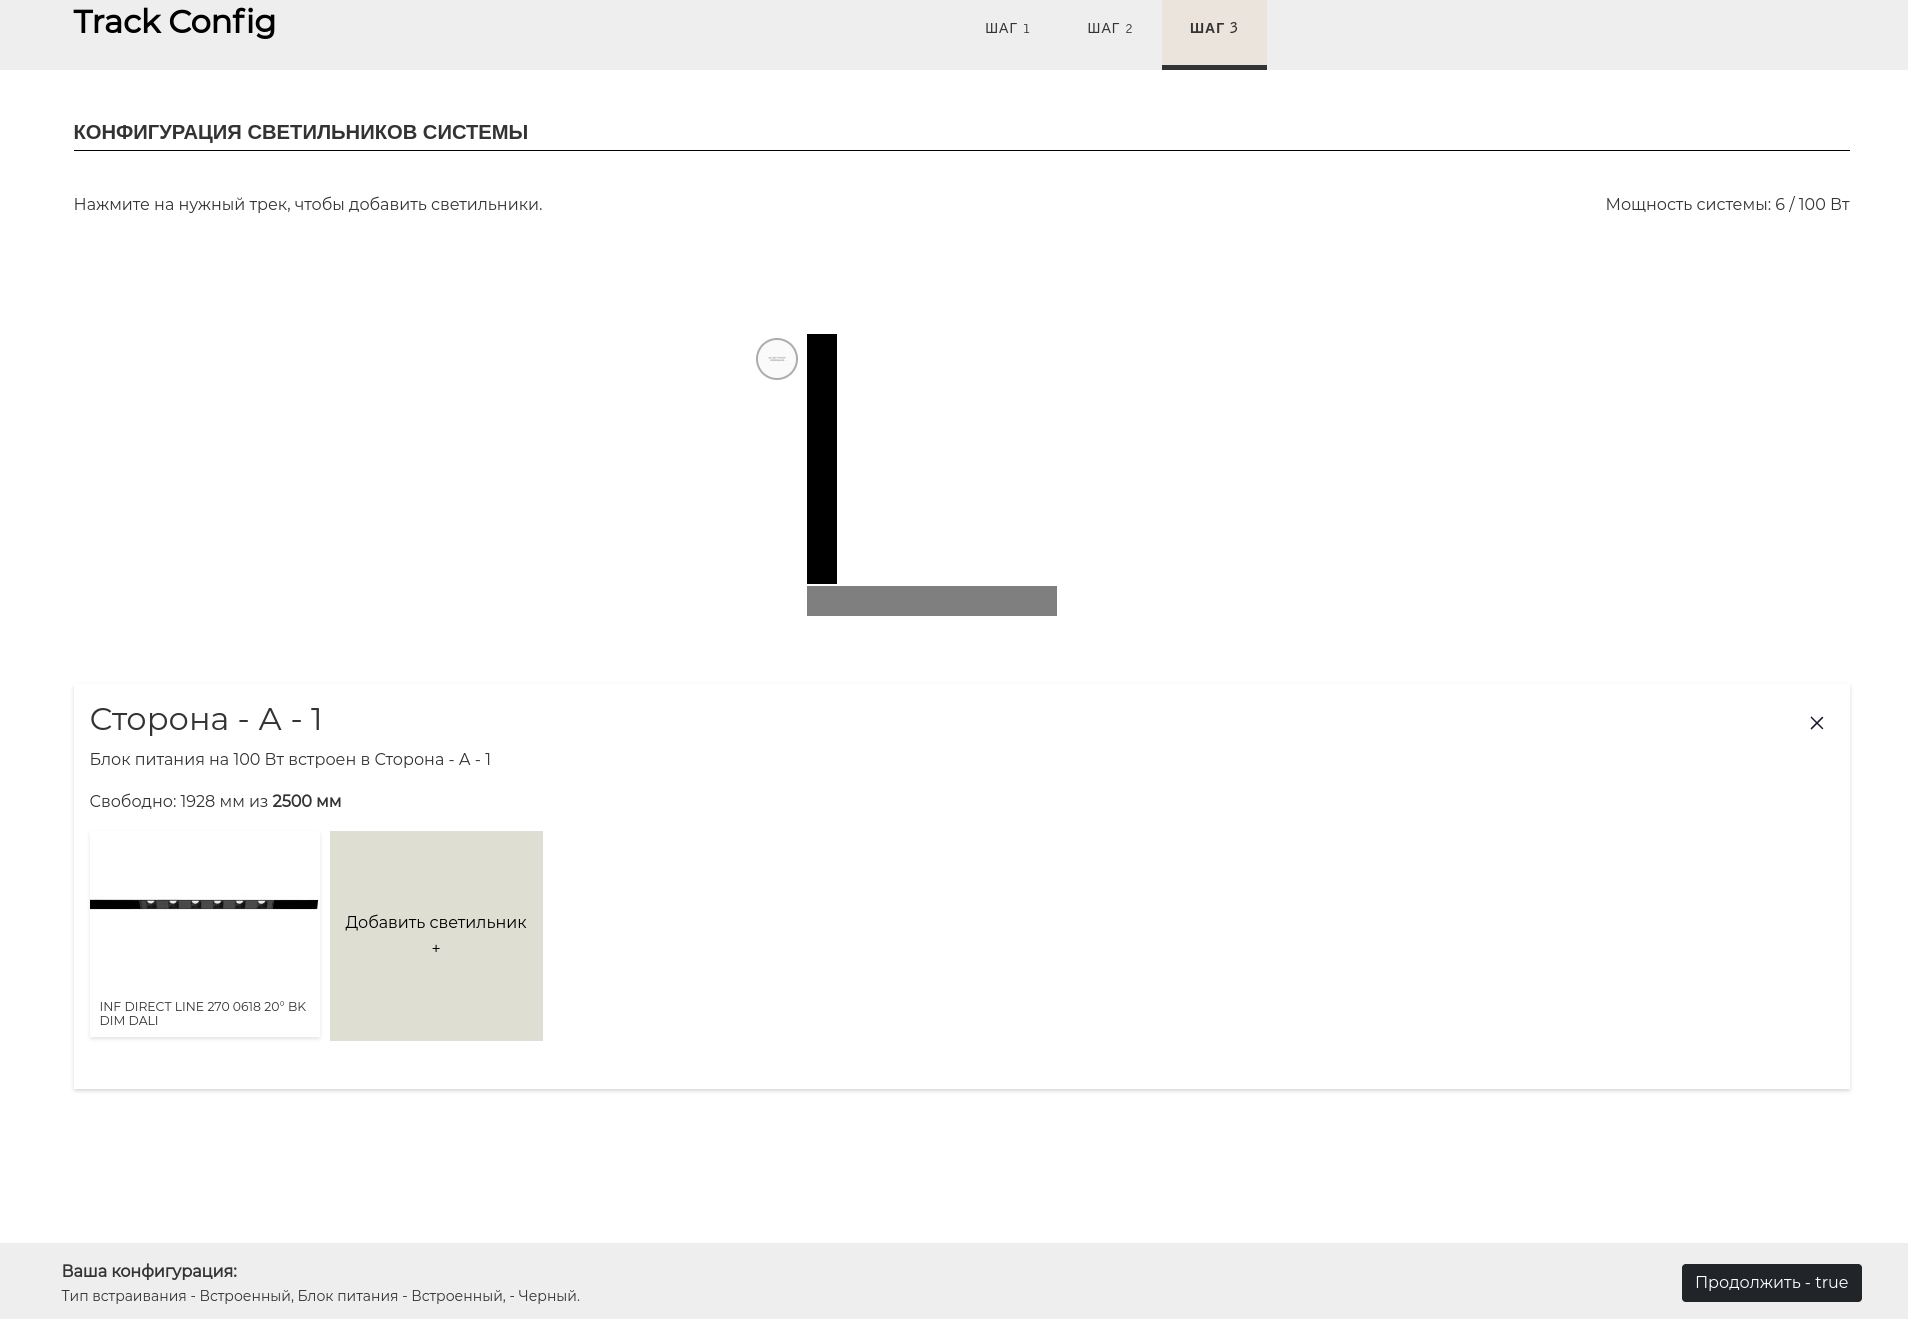 Track Config
ШАГ 1
ШАГ 2
ШАГ 3
КОНФИГУРАЦИЯ СВЕТИЛЬНИКОВ СИСТЕМЫ
Нажмите на нужный трек, чтобы добавить светильники.
Мощность системы: 6 / 100 Вт
Сторона - A - 1
Блок питания на 100 Вт встроен в Сторона - A - 1
Свободно: 1928 мм из 2500 мм
Добавить светильник
+
INF DIRECT LINE 270 0618 20° BK
DIM DALI
Ваша конфигурация:
Тип встраивания - Встроенный, Блок питания - Встроенный, - Черный.
Продолжить - true